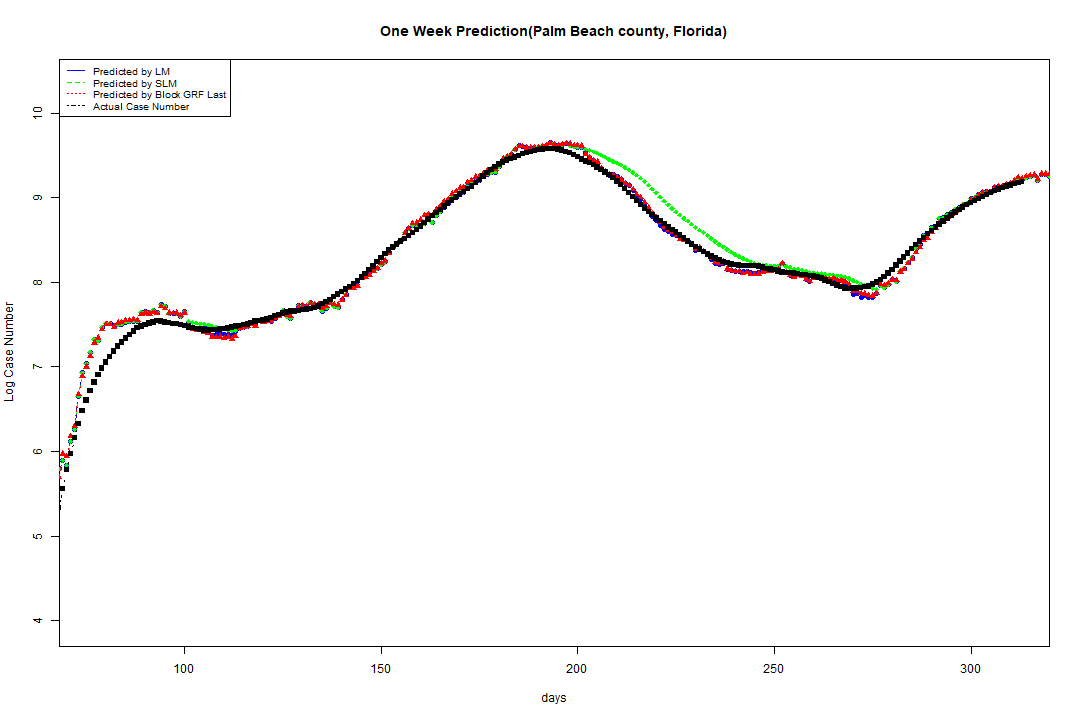 One Week Prediction(Palm Beach county, Florida)
Predicted by LM
Predicted by SLM
Predicted by Block GRF Last
Actual Case Number
10
9
8
7
6
5
4
Log Case Number
100 150 200 250 300
days